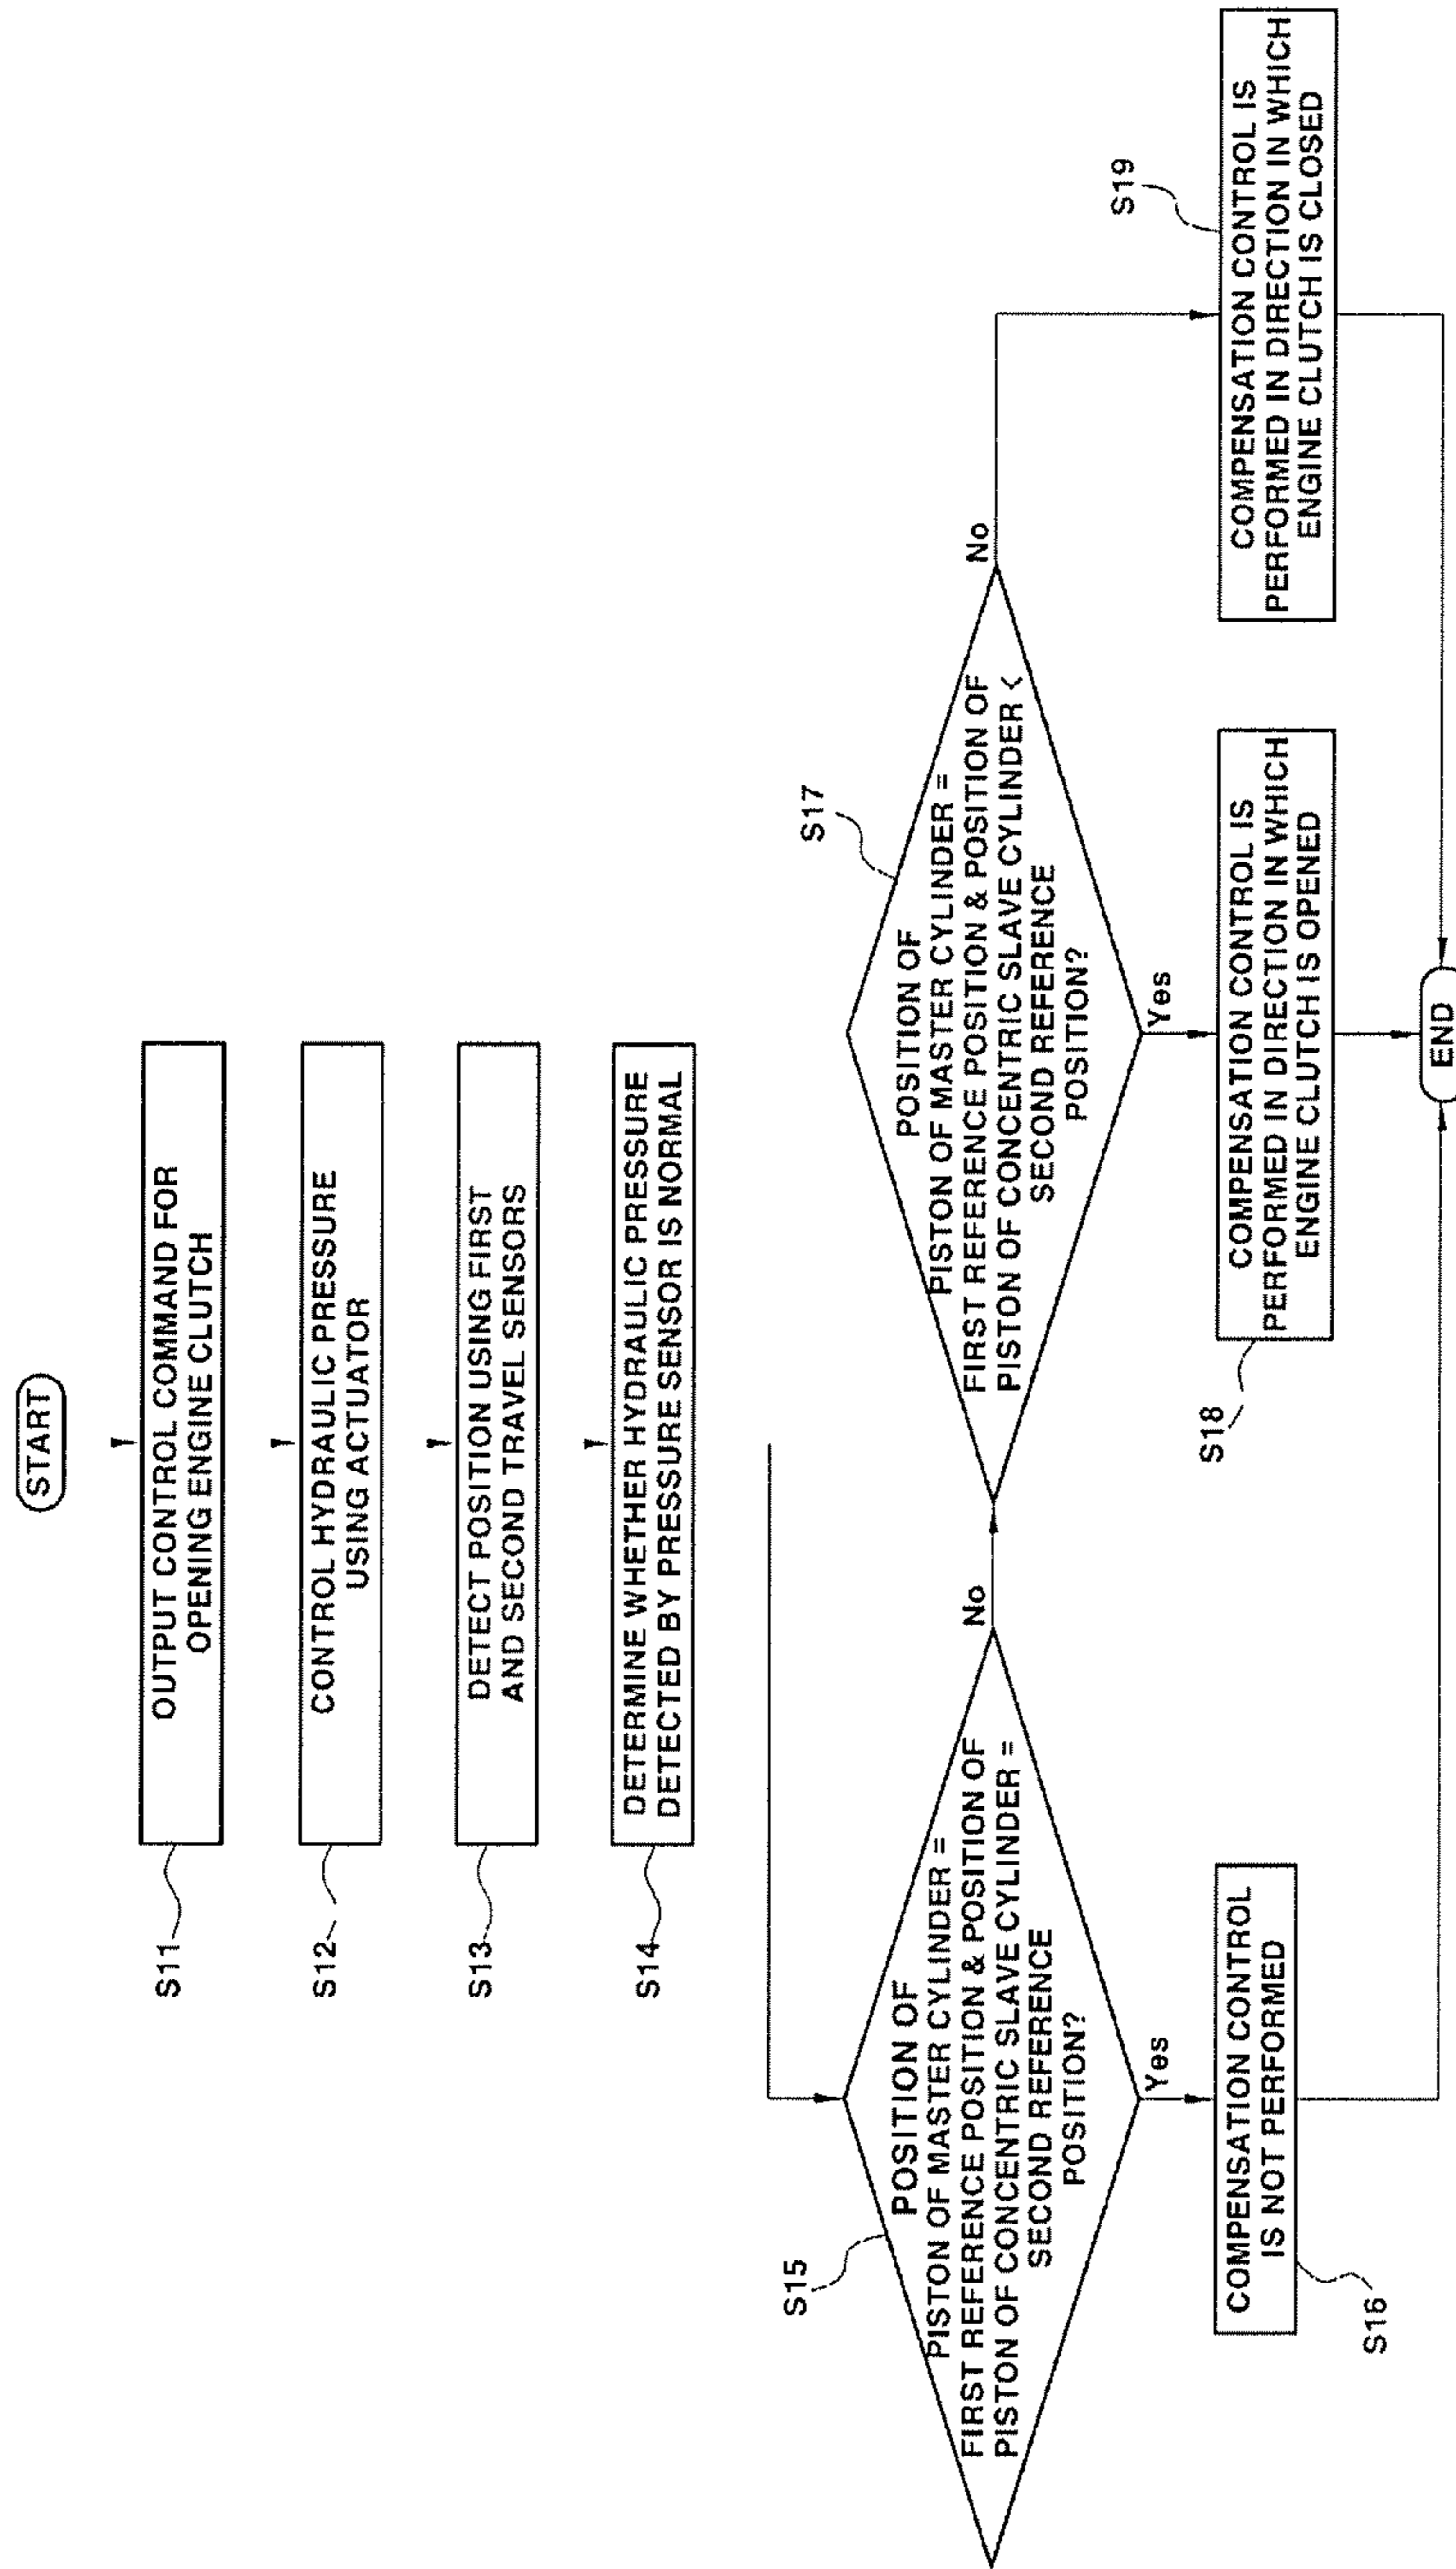 START
S11
OUTPUT CONTROL COMMAND FOR
OPENING ENGINE CLUTCH
S12
CONTROL HYDRAULIC PRESSURE
USING ACTUATOR
S13
DETECT POSITION USING FIRST
AND SECOND TRAVEL SENSORS
S14
DETERMINE WHETHER HYDRAULIC PRESSURE
DETECTED BY PRESSURE SENSOR IS NORMAL
S15
POSITION OF
PISTON OF MASTER CYLINDER =
FIRST REFERENCE POSITION & POSITION OF
PISTON OF CONCENTRIC SLAVE CYLINDER =
SECOND REFERENCE
POSITION?
No
Yes
S17
POSITION OF
PISTON OF MASTER CYLINDER =
FIRST REFERENCE POSITION & POSITION OF
PISTON OF CONCENTRIC SLAVE CYLINDER <
SECOND REFERENCE
POSITION?
No
Yes
COMPENSATION CONTROL
IS NOT PERFORMED
S16
S18
COMPENSATION CONTROL IS
PERFORMED IN DIRECTION IN WHICH
ENGINE CLUTCH IS OPENED
S19
COMPENSATION CONTROL IS
PERFORMED IN DIRECTION IN WHICH
ENGINE CLUTCH IS CLOSED
END